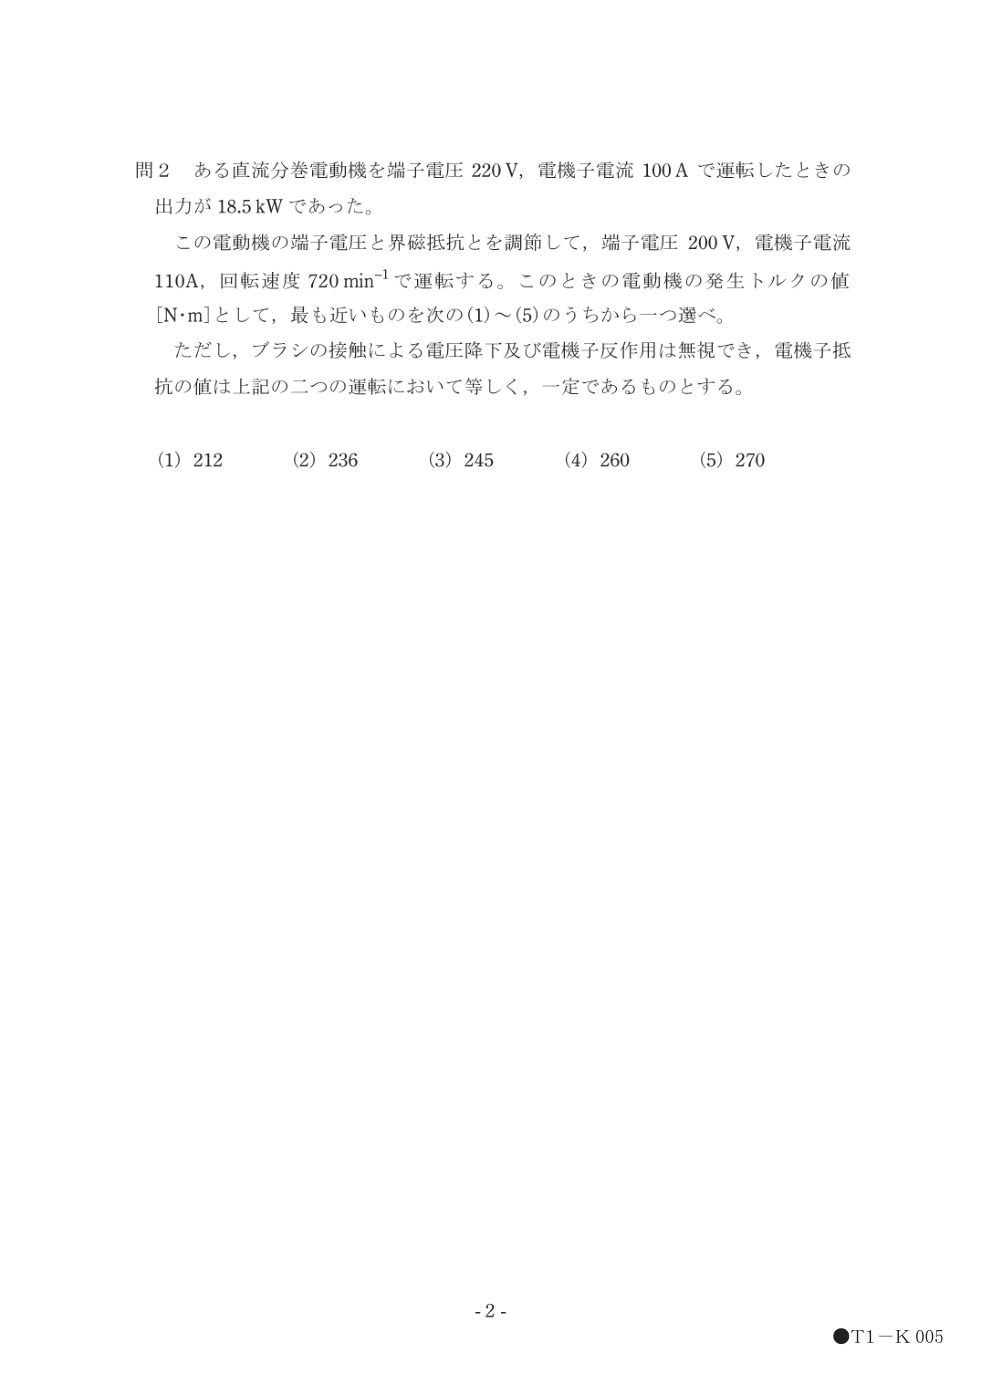 問２　ある直流分巻電動機を端子電圧 220 V，電機子電流 100 A で運転したときの
出力が 18.5 kW であった。
この電動機の端子電圧と界磁抵抗とを調節して，端子電圧 200 V，電機子電流
110A，回転速度 720 min⁻¹ で運転する。このときの電動機の発生トルクの値
[N･m]として，最も近いものを次の(1)～(5)のうちから一つ選べ。
ただし，ブラシの接触による電圧降下及び電機子反作用は無視でき，電機子抵
抗の値は上記の二つの運転において等しく，一定であるものとする。
(1) 212　(2) 236　(3) 245　(4) 260　(5) 270
- 2 -
●T1－K 005